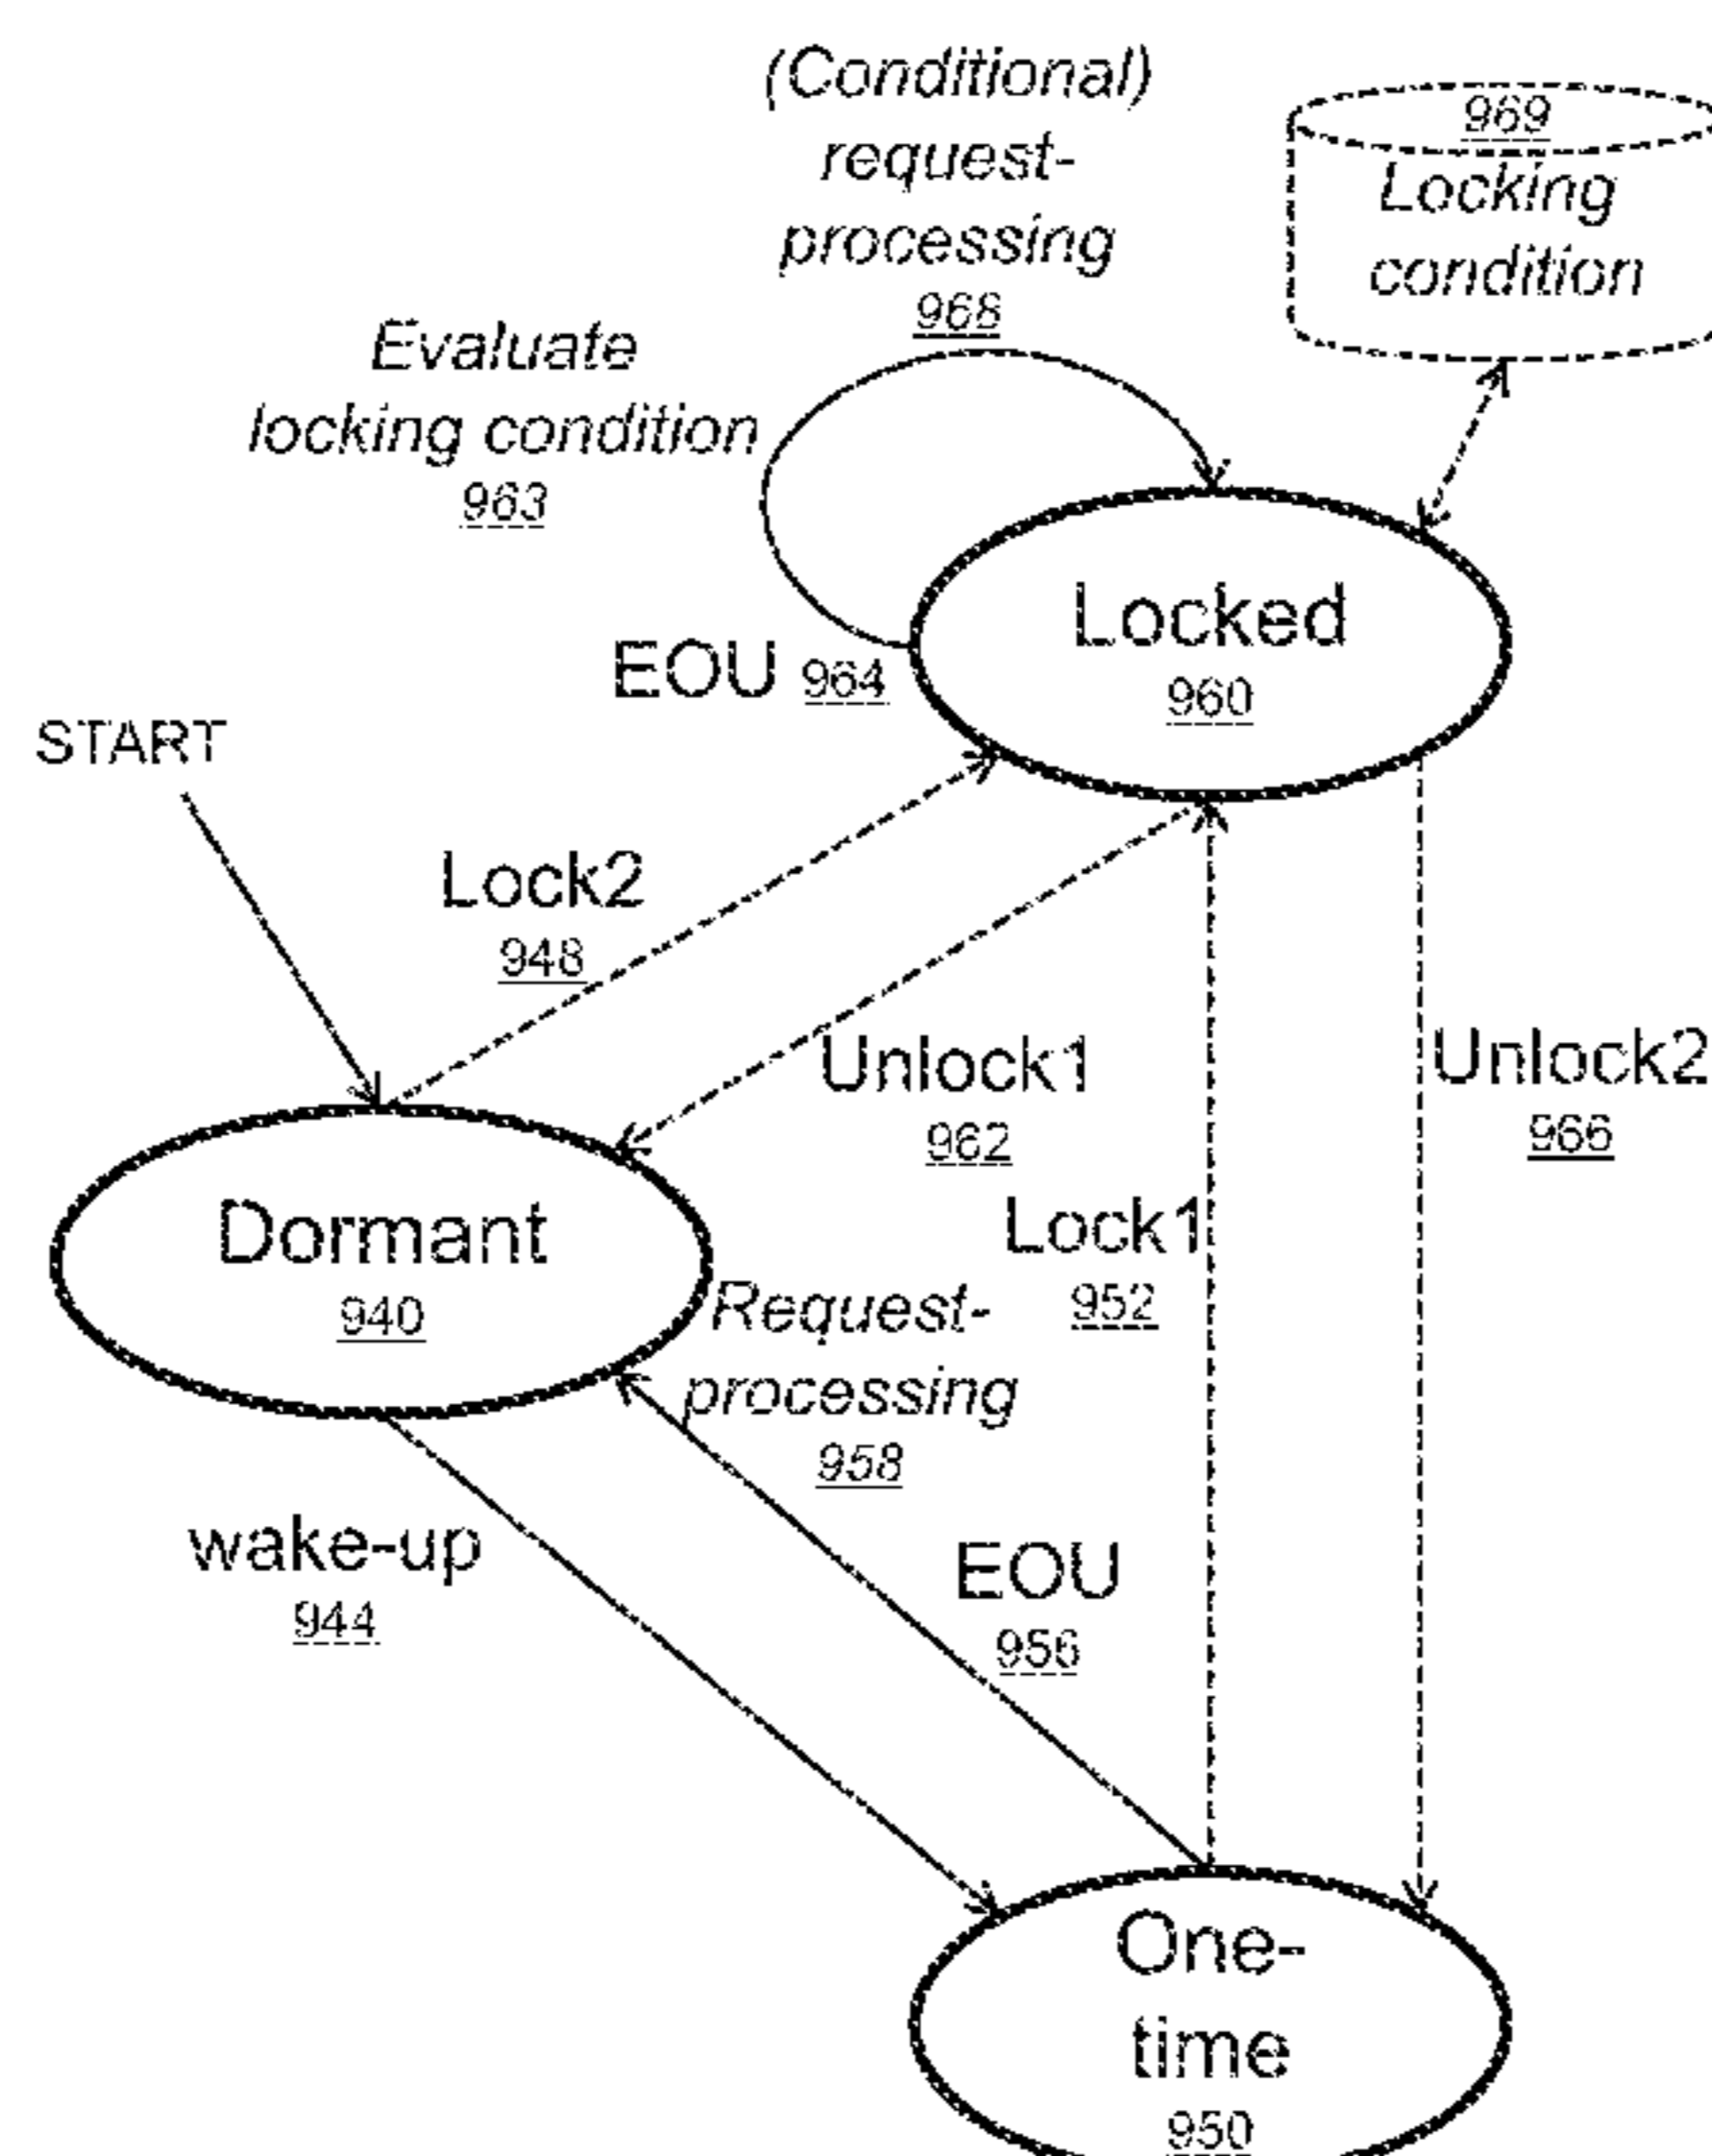 (Conditional)
request-
processing
968
969
Locking
condition
Evaluate
locking condition
963
Locked
960
EOU 964
START
Lock2
948
Unlock1
962
Unlock2
966
Dormant
940
Lock1
952
Request-
processing
958
wake-up
944
EOU
956
One-
time
950